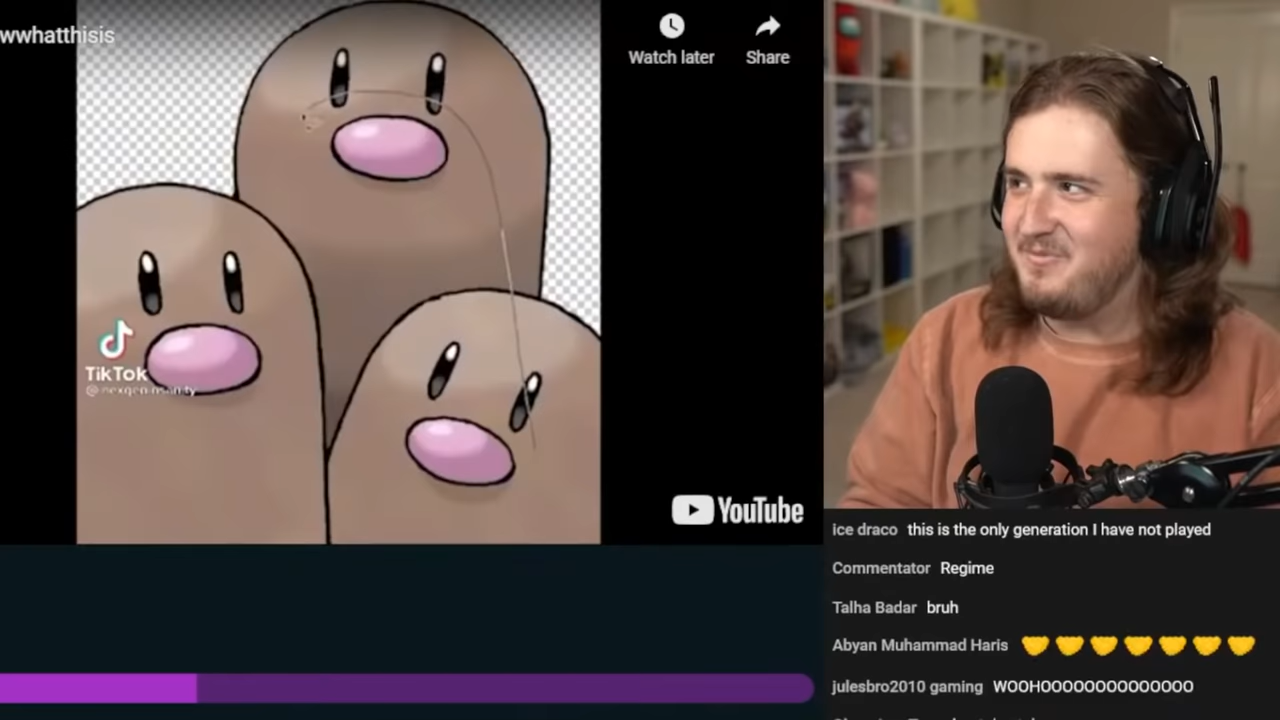 wwhatthisis
Watch later
Share
TikTok
YouTube
ice draco this is the only generation I have not played
Commentator Regime
Talha Badar bruh
Abyan Muhammad Haris
julesbro2010 gaming WOOHOOOOOOOOOOOOOO